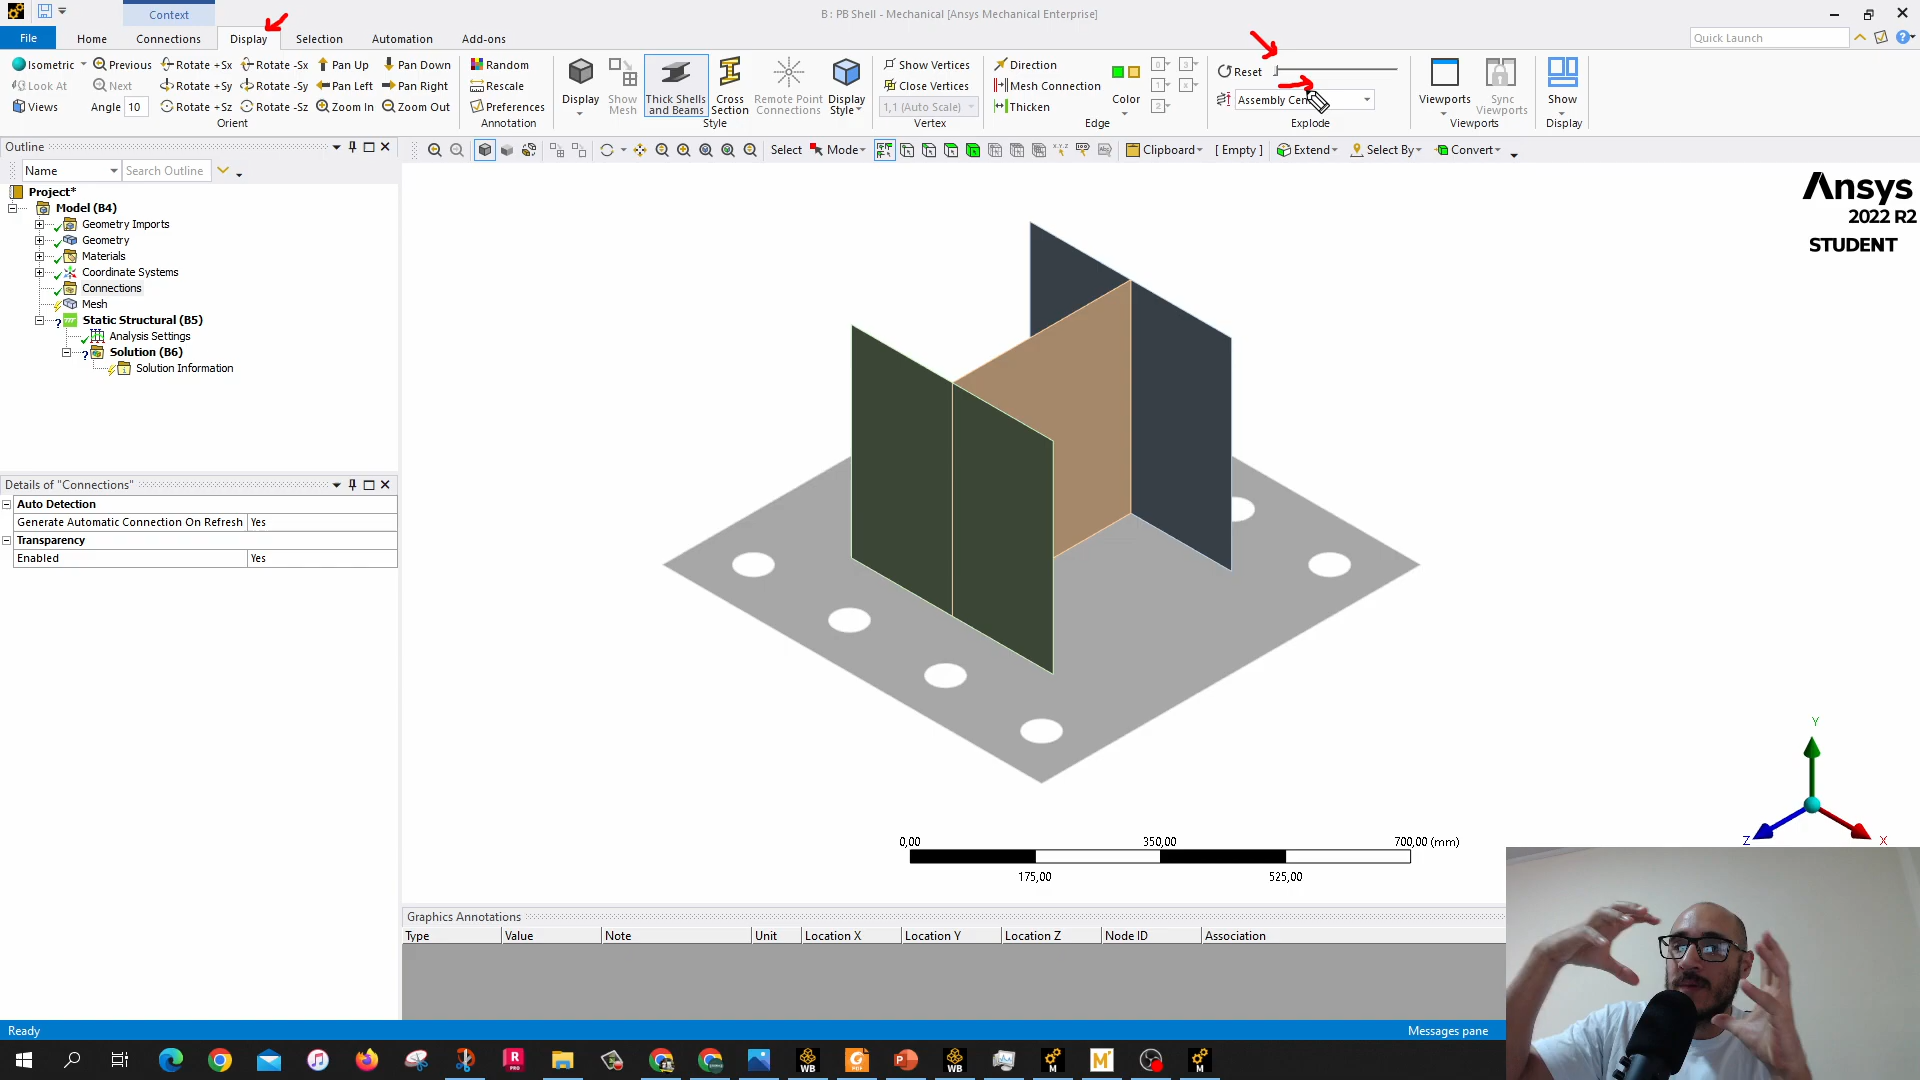 Context
B : PB Shell - Mechanical [Ansys Mechanical Enterprise]
File
Home
Connections
Display
Selection
Automation
Add-ons
Quick Launch
Isometric
Previous
Rotate +Sx
Rotate -Sx
Pan Up
Pan Down
Look At
Next
Rotate +Sy
Rotate -Sy
Pan Left
Pan Right
Views
Angle 10
Rotate +Sz
Rotate -Sz
Zoom In
Zoom Out
Orient
Random
Rescale
Preferences
Annotation
Display
Show
Mesh
Thick Shells
and Beams
Cross
Section
Remote Point
Connections
Display
Style
Style
Show Vertices
Close Vertices
1,1 (Auto Scale)
Vertex
Direction
Mesh Connection
Thicken
Color
0
3
1
x
2
Edge
Reset
Assembly Cen
Explode
Viewports
Sync
Viewports
Viewports
Show
Display
Select
Mode
Clipboard
[ Empty ]
Extend
Select By
Convert
Outline
Name
Search Outline
Project*
Model (B4)
Geometry Imports
Geometry
Materials
Coordinate Systems
Connections
Mesh
Static Structural (B5)
Analysis Settings
Solution (B6)
Solution Information
Details of "Connections"
Auto Detection
Generate Automatic Connection On Refresh
Yes
Transparency
Enabled
Yes
Ansys
2022 R2
STUDENT
Y
Z
X
0,00
350,00
700,00 (mm)
175,00
525,00
Graphics Annotations
Type
Value
Note
Unit
Location X
Location Y
Location Z
Node ID
Association
Ready
Messages pane
R
PRO
WB
WB
M
M
M